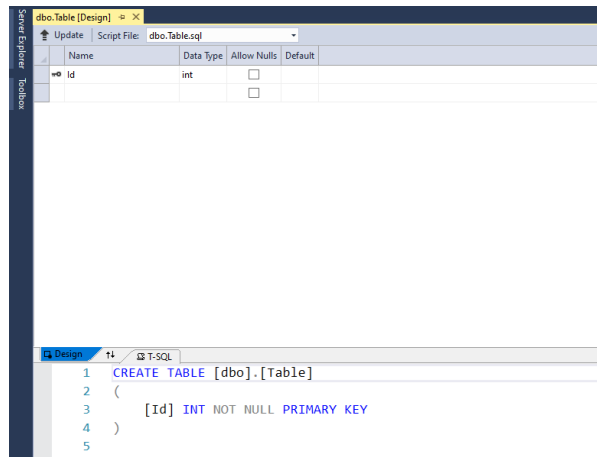 Server Explorer
Toolbox
dbo.Table [Design]
Update Script File: dbo.Table.sql
Name Data Type Allow Nulls Default
Id int
Design T-SQL
1 CREATE TABLE [dbo].[Table]
2 (
3 [Id] INT NOT NULL PRIMARY KEY
4 )
5